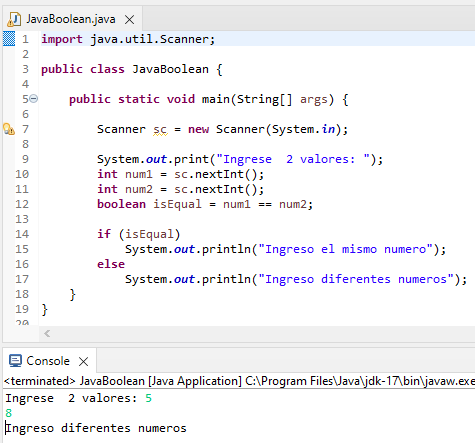 JavaBoolean.java
1 import java.util.Scanner;
2
3 public class JavaBoolean {
4
5 public static void main(String[] args) {
6
7 Scanner sc = new Scanner(System.in);
8
9 System.out.print("Ingrese  2 valores: ");
10 int num1 = sc.nextInt();
11 int num2 = sc.nextInt();
12 boolean isEqual = num1 == num2;
13
14 if (isEqual)
15 System.out.println("Ingreso el mismo numero");
16 else
17 System.out.println("Ingreso diferentes numeros");
18 }
19 }
20
Console
<terminated> JavaBoolean [Java Application] C:\Program Files\Java\jdk-17\bin\javaw.exe
Ingrese  2 valores: 5
8
Ingreso diferentes numeros